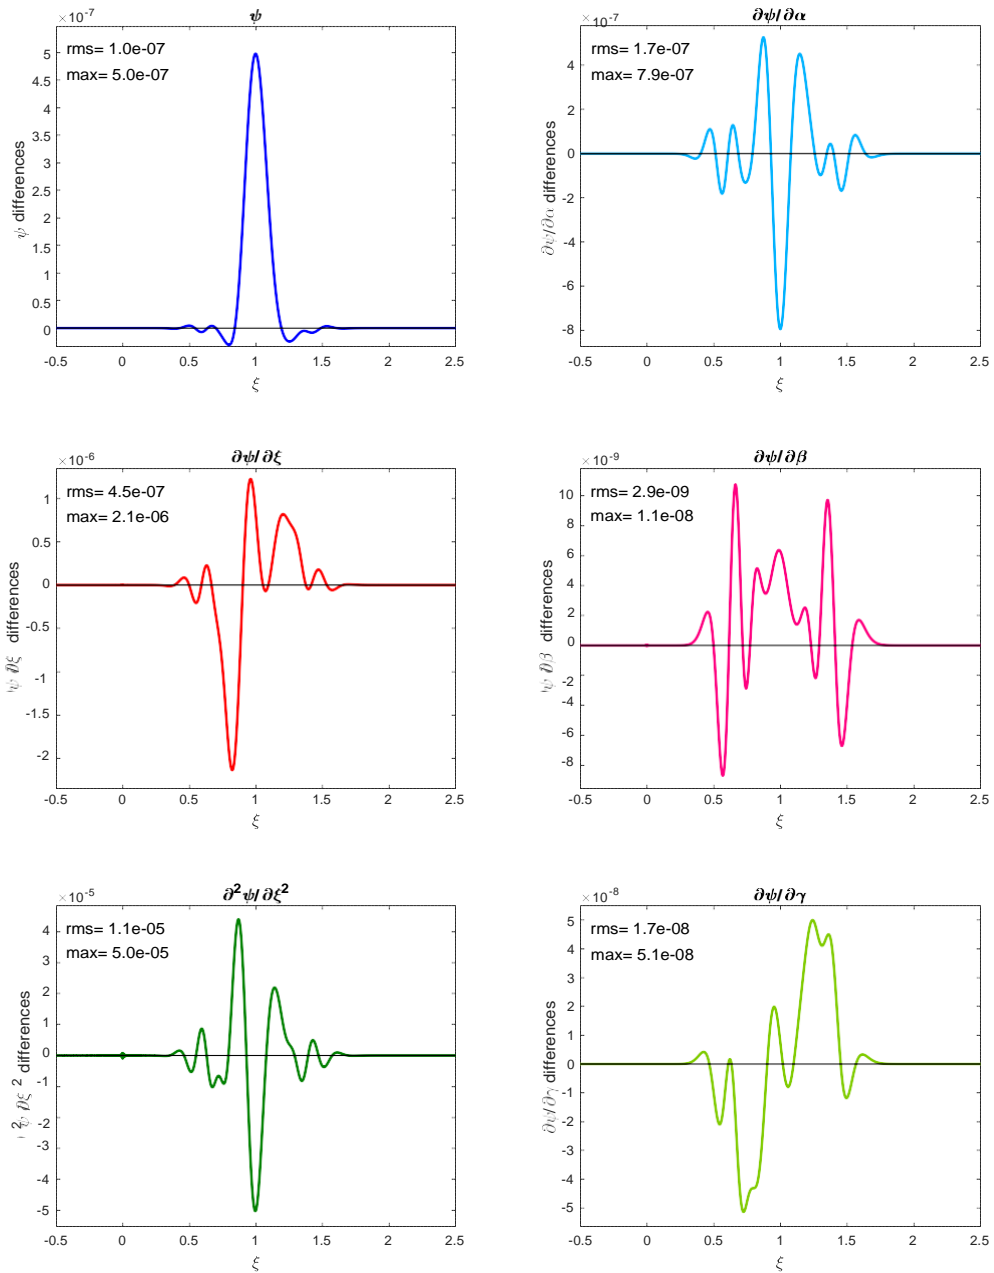 ×10⁻⁷
ψ
rms= 1.0e-07
max= 5.0e-07
5
4.5
4
3.5
3
2.5
2
1.5
1
0.5
0
ψ differences
-0.5 0 0.5 1 1.5 2 2.5
ξ
×10⁻⁷
∂ψ/∂α
rms= 1.7e-07
max= 7.9e-07
4
2
0
-2
-4
-6
-8
∂ψ/∂α differences
-0.5 0 0.5 1 1.5 2 2.5
ξ
×10⁻⁶
∂ψ/∂ξ
rms= 4.5e-07
max= 2.1e-06
1
0.5
0
-0.5
-1
-1.5
-2
ψ ∂ξ differences
-0.5 0 0.5 1 1.5 2 2.5
ξ
×10⁻⁹
∂ψ/∂β
rms= 2.9e-09
max= 1.1e-08
10
8
6
4
2
0
-2
-4
-6
-8
ψ ∂β differences
-0.5 0 0.5 1 1.5 2 2.5
ξ
×10⁻⁵
∂²ψ/∂ξ²
rms= 1.1e-05
max= 5.0e-05
4
3
2
1
0
-1
-2
-3
-4
-5
²ψ ∂ξ ² differences
-0.5 0 0.5 1 1.5 2 2.5
ξ
×10⁻⁸
∂ψ/∂γ
rms= 1.7e-08
max= 5.1e-08
5
4
3
2
1
0
-1
-2
-3
-4
-5
∂ψ/∂γ differences
-0.5 0 0.5 1 1.5 2 2.5
ξ